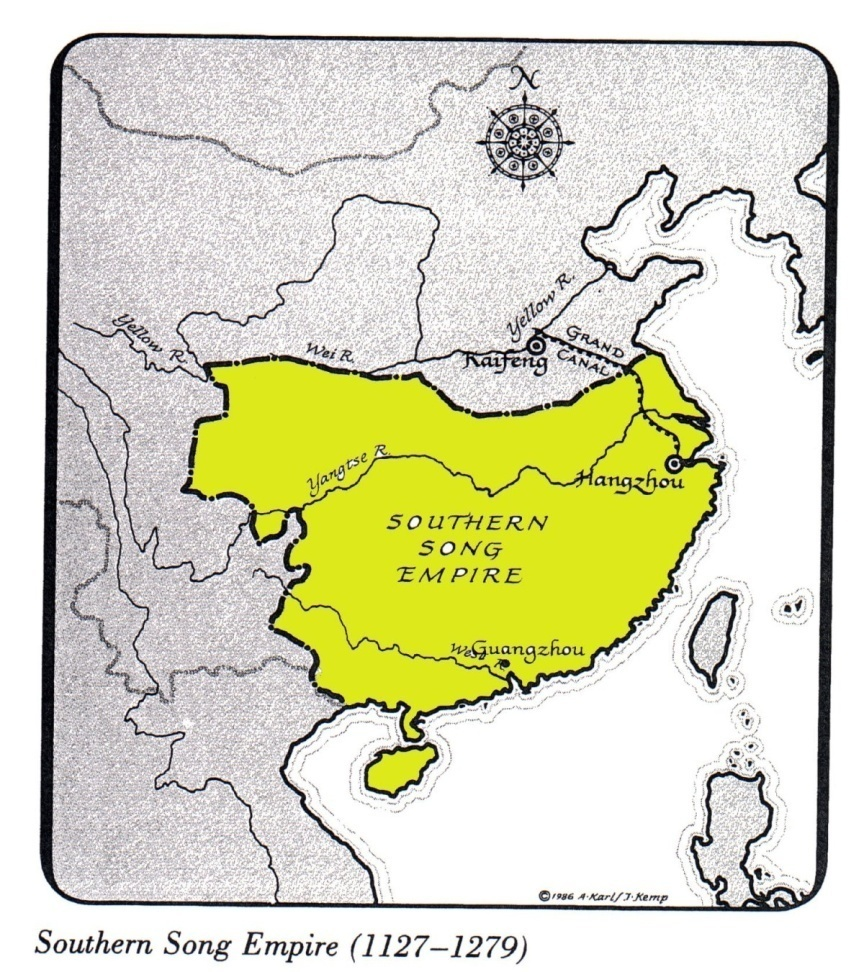 N
Yellow R.
Yellow R.
Wei R.
GRAND
CANAL
Kaifeng
Yangtse R.
Hangzhou
SOUTHERN
SONG
EMPIRE
West R.
Guangzhou
©1986 A·Karl/J·Kemp
Southern Song Empire (1127–1279)